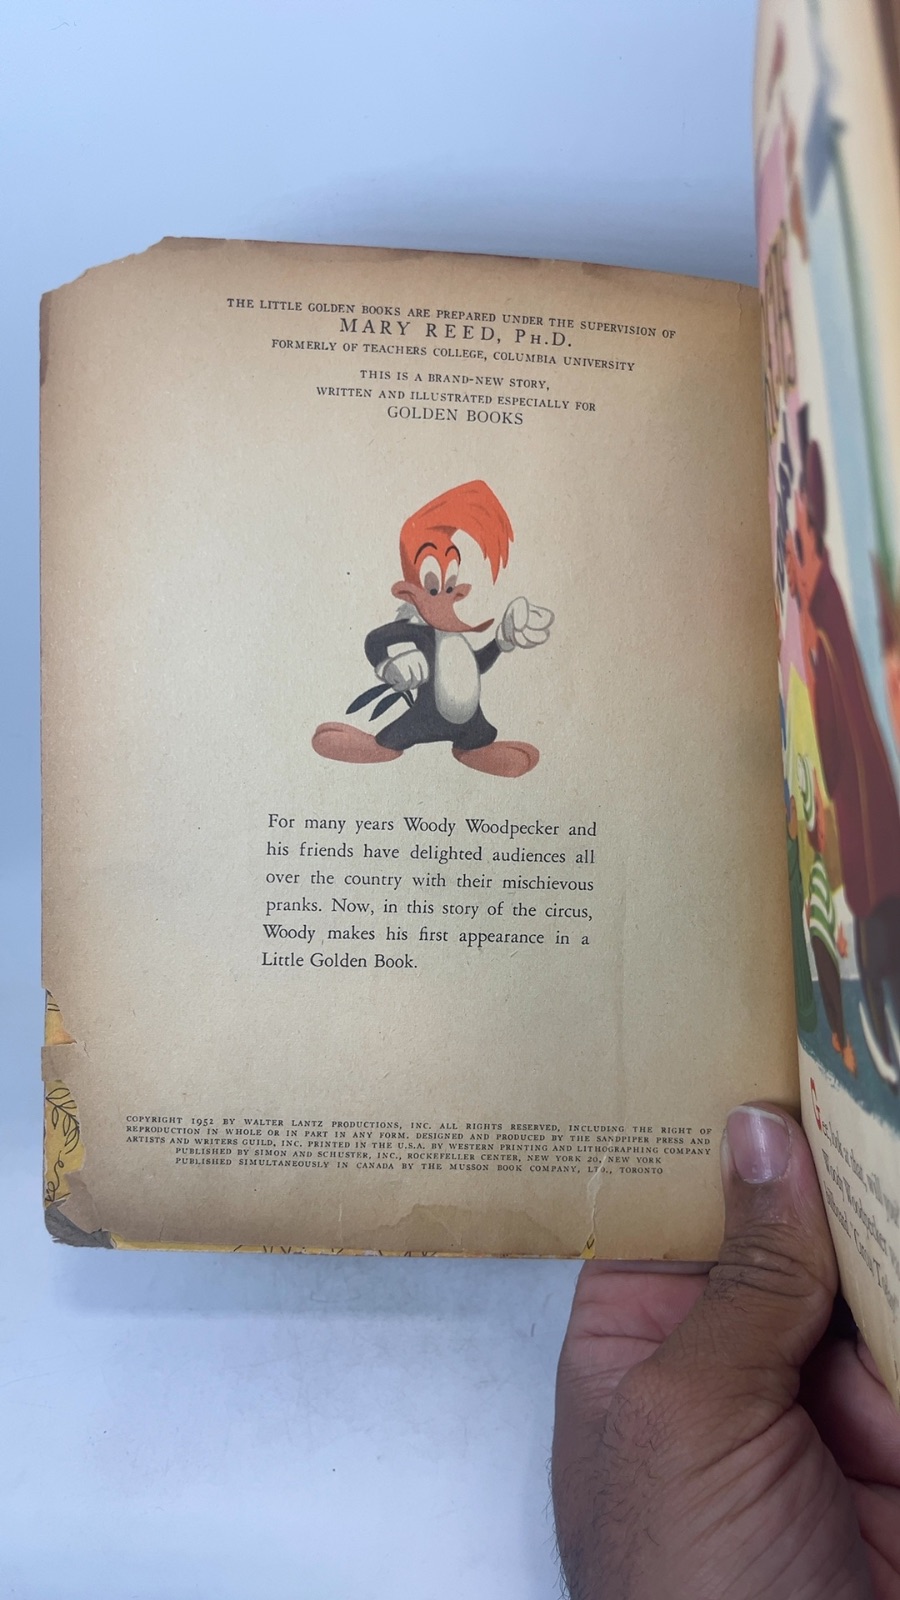 THE LITTLE GOLDEN BOOKS ARE PREPARED UNDER THE SUPERVISION OF
MARY REED, PH.D.
FORMERLY OF TEACHERS COLLEGE, COLUMBIA UNIVERSITY
THIS IS A BRAND-NEW STORY,
WRITTEN AND ILLUSTRATED ESPECIALLY FOR
GOLDEN BOOKS
For many years Woody Woodpecker and
his friends have delighted audiences all
over the country with their mischievous
pranks. Now, in this story of the circus,
Woody makes his first appearance in a
Little Golden Book.
COPYRIGHT 1952 BY WALTER LANTZ PRODUCTIONS, INC. ALL RIGHTS RESERVED, INCLUDING THE RIGHT OF
REPRODUCTION IN WHOLE OR IN PART IN ANY FORM. DESIGNED AND PRODUCED BY THE SANDPIPER PRESS AND
ARTISTS AND WRITERS GUILD, INC. PRINTED IN THE U.S.A. BY WESTERN PRINTING AND LITHOGRAPHING COMPANY
PUBLISHED BY SIMON AND SCHUSTER, INC., ROCKEFELLER CENTER, NEW YORK 20, NEW YORK
PUBLISHED SIMULTANEOUSLY IN CANADA BY THE MUSSON BOOK COMPANY, LTD., TORONTO
Woody Woodpecker